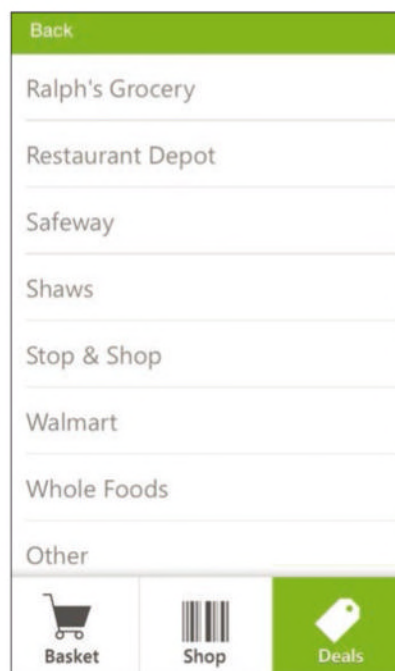 Back
Ralph's Grocery
Restaurant Depot
Safeway
Shaws
Stop & Shop
Walmart
Whole Foods
Other
Basket
Shop
Deals